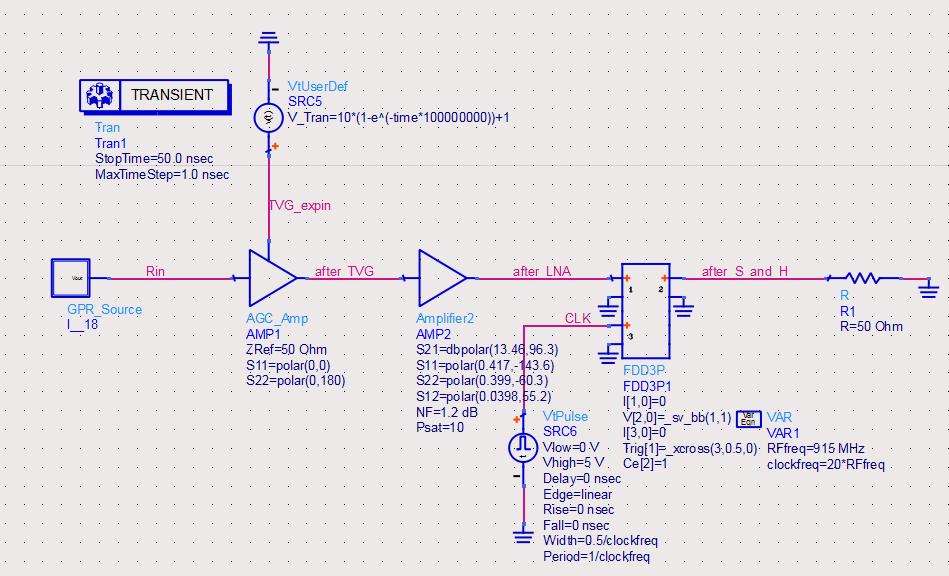 VtUserDef
SRC5
V_Tran=10*(1-e^(-time*100000000))+1
TRANSIENT
Tran
Tran1
StopTime=50.0 nsec
MaxTimeStep=1.0 nsec
TVG_expin
Vout
Rin
after_TVG
after_LNA
after_S_and_H
1
2
3
CLK
GPR_Source
I__18
AGC_Amp
AMP1
ZRef=50 Ohm
S11=polar(0,0)
S22=polar(0,180)
Amplifier2
AMP2
S21=dbpolar(13.46,96.3)
S11=polar(0.417,-143.6)
S22=polar(0.399,-60.3)
S12=polar(0.0398,55.2)
NF=1.2 dB
Psat=10
R
R1
R=50 Ohm
FDD3P
FDD3P1
I[1,0]=0
V[2,0]=_sv_bb(1,1)
I[3,0]=0
Trig[1]=_xcross(3,0.5,0)
Ce[2]=1
Var
Eqn
VAR
VAR1
RFfreq=915 MHz
clockfreq=20*RFfreq
VtPulse
SRC6
Vlow=0 V
Vhigh=5 V
Delay=0 nsec
Edge=linear
Rise=0 nsec
Fall=0 nsec
Width=0.5/clockfreq
Period=1/clockfreq